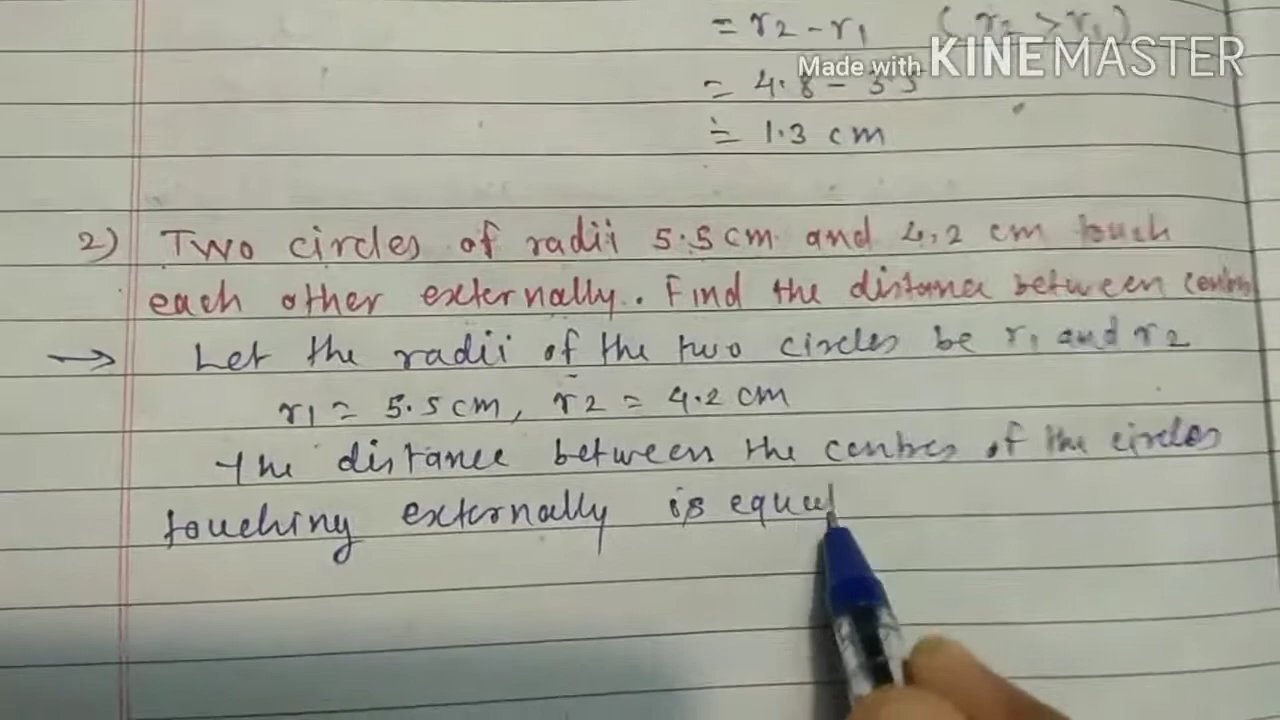 = r2 - r1 ( r2 > r1 )
Made with KINEMASTER
= 4.8 - 3.5
= 1.3 cm
2) Two circles of radii 5.5 cm and 4.2 cm touch
each other externally. Find the distance between
→ Let the radii of the two circles be r1 and r2
r1 = 5.5 cm, r2 = 4.2 cm
The distance between the centres of the circles
touching externally is equal